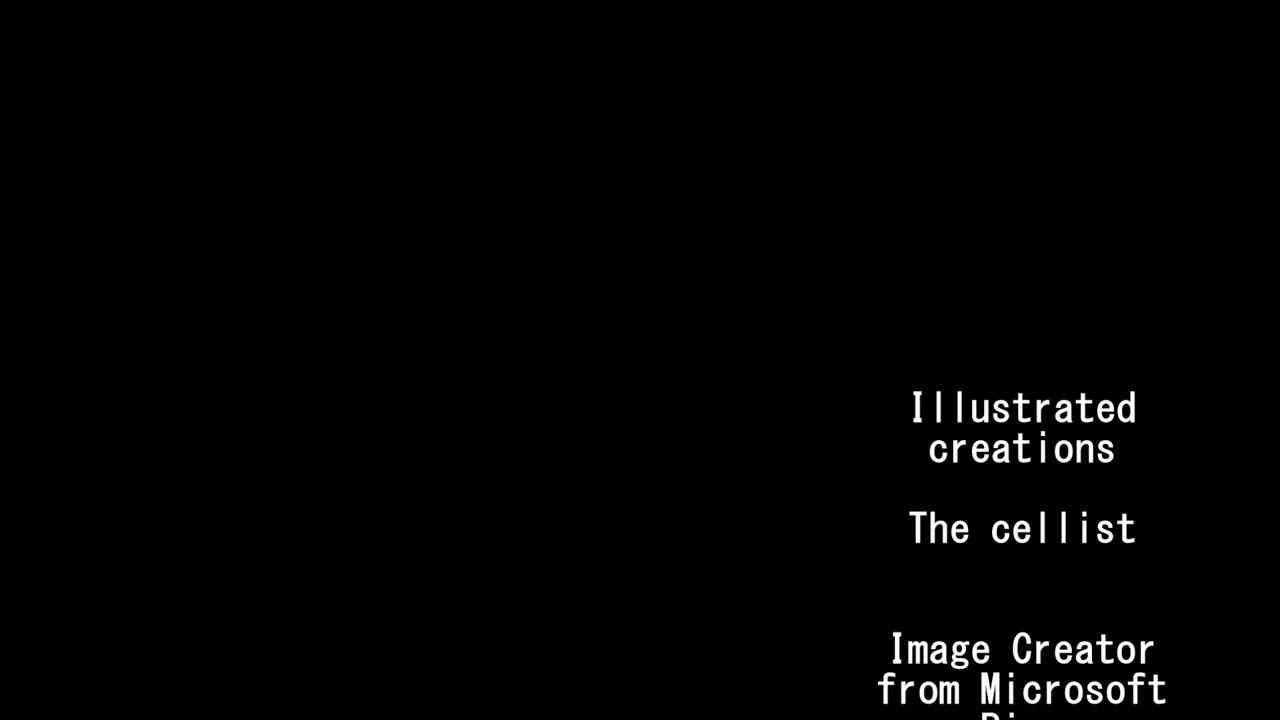 Illustrated
creations
The cellist
Image Creator
from Microsoft